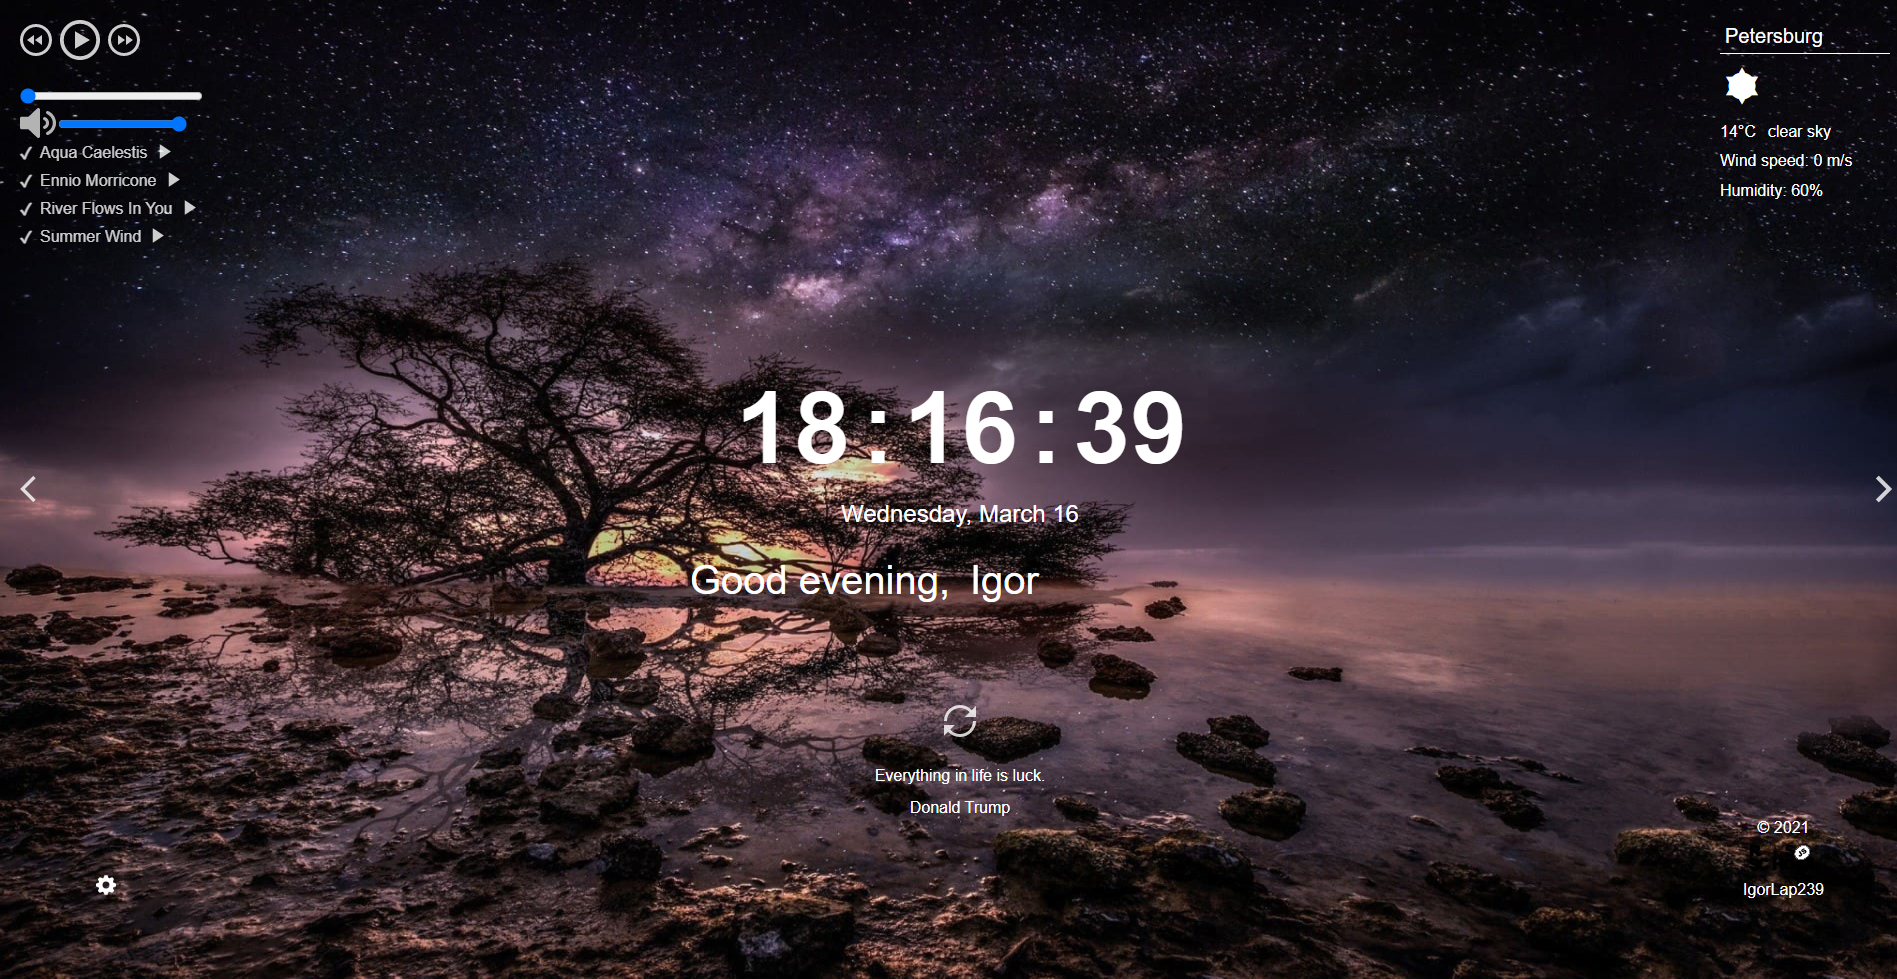 Petersburg
14°C clear sky
Wind speed: 0 m/s
Humidity: 60%
Aqua Caelestis
Ennio Morricone
River Flows In You
Summer Wind
18:16:39
Wednesday, March 16
Good evening, Igor
Everything in life is luck.
Donald Trump
© 2021
IgorLap239